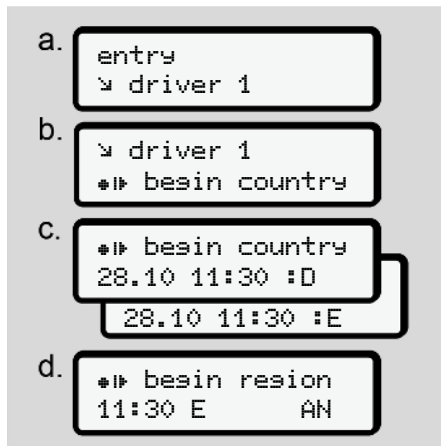 a.
entry
↘ driver 1
b.
↘ driver 1
begin country
c.
begin country
28.10 11:30 :D
28.10 11:30 :E
d.
begin region
11:30 E AN